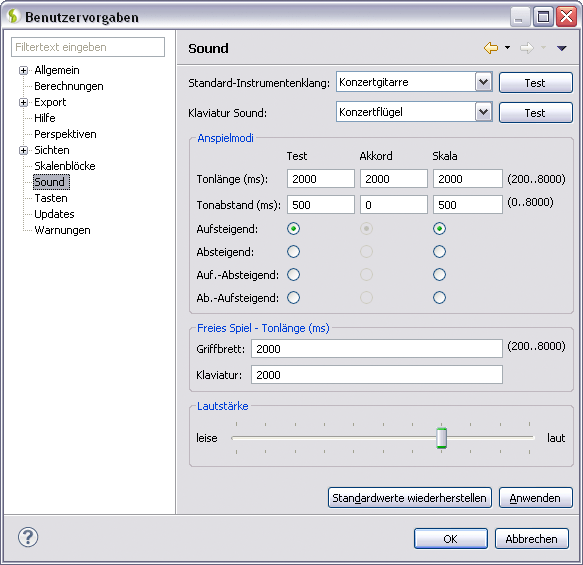 Benutzervorgaben
Filtertext eingeben
Allgemein
Berechnungen
Export
Hilfe
Perspektiven
Sichten
Skalenblöcke
Sound
Tasten
Updates
Warnungen
Sound
Standard-Instrumentenklang: Konzertgitarre Test
Klaviatur Sound: Konzertflügel Test
Anspielmodi
Test Akkord Skala
Tonlänge (ms): 2000 2000 2000 (200..8000)
Tonabstand (ms): 500 0 500 (0..8000)
Aufsteigend:
Absteigend:
Auf.-Absteigend:
Ab.-Aufsteigend:
Freies Spiel - Tonlänge (ms)
Griffbrett: 2000 (200..8000)
Klaviatur: 2000
Lautstärke
leise laut
Standardwerte wiederherstellen Anwenden
? OK Abbrechen